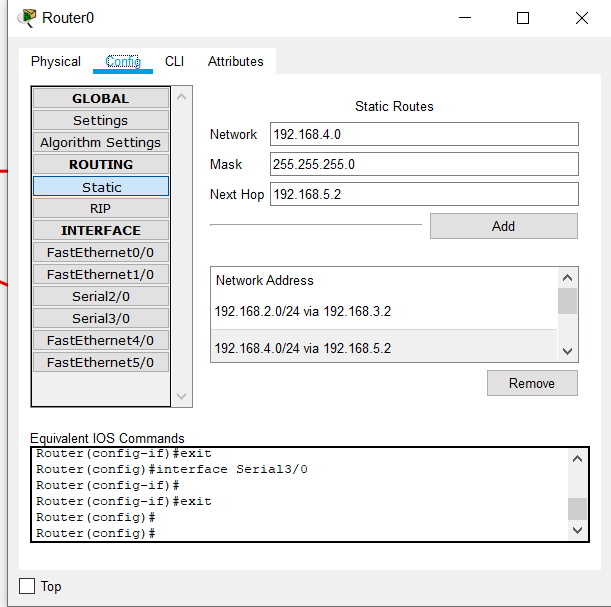 Router0
Physical Config CLI Attributes
GLOBAL
Settings
Algorithm Settings
ROUTING
Static
RIP
INTERFACE
FastEthernet0/0
FastEthernet1/0
Serial2/0
Serial3/0
FastEthernet4/0
FastEthernet5/0
Static Routes
Network 192.168.4.0
Mask 255.255.255.0
Next Hop 192.168.5.2
Add
Network Address
192.168.2.0/24 via 192.168.3.2
192.168.4.0/24 via 192.168.5.2
Remove
Equivalent IOS Commands
Router(config-if)#exit
Router(config)#interface Serial3/0
Router(config-if)#
Router(config-if)#exit
Router(config)#
Router(config)#
Top